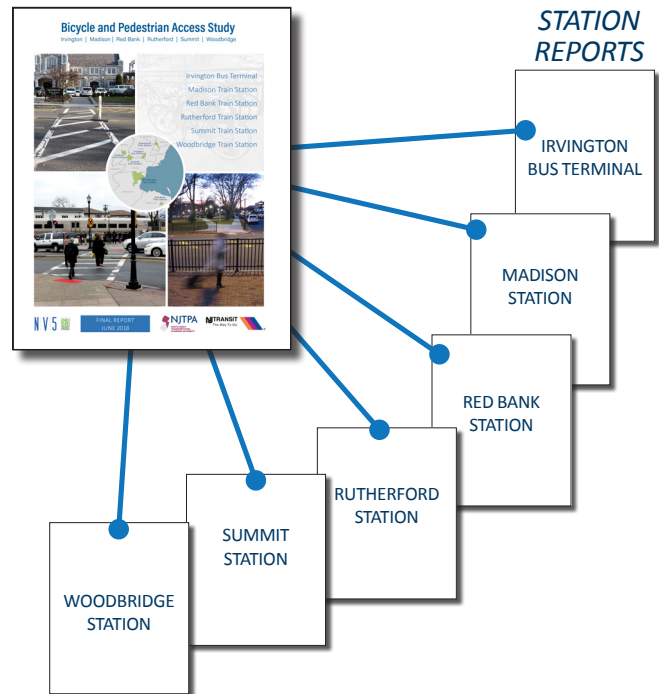 Bicycle and Pedestrian Access Study
Irvington | Madison | Red Bank | Rutherford | Summit | Woodbridge
Irvington Bus Terminal
Madison Train Station
Red Bank Train Station
Rutherford Train Station
Summit Train Station
Woodbridge Train Station
NV5
FINAL REPORT
JUNE 2018
NJTPA
NJTRANSIT
The Way To Go.
STATION
REPORTS
IRVINGTON
BUS TERMINAL
MADISON
STATION
RED BANK
STATION
RUTHERFORD
STATION
SUMMIT
STATION
WOODBRIDGE
STATION